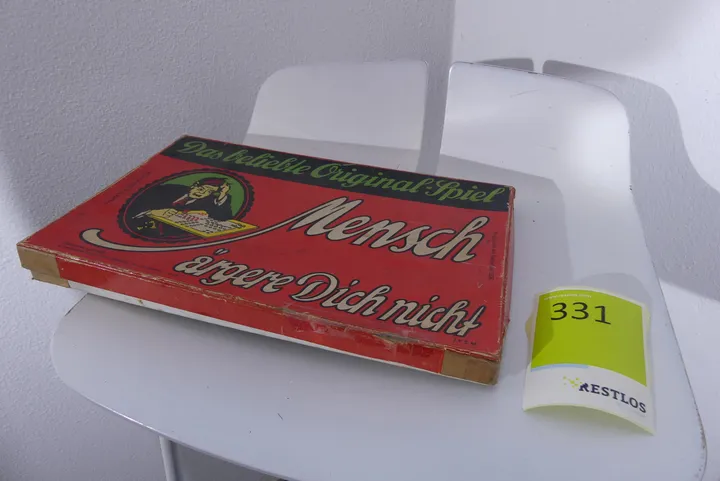 Das beliebte Original-Spiel
Mensch
ärgere Dich nicht
331
RESTLOS